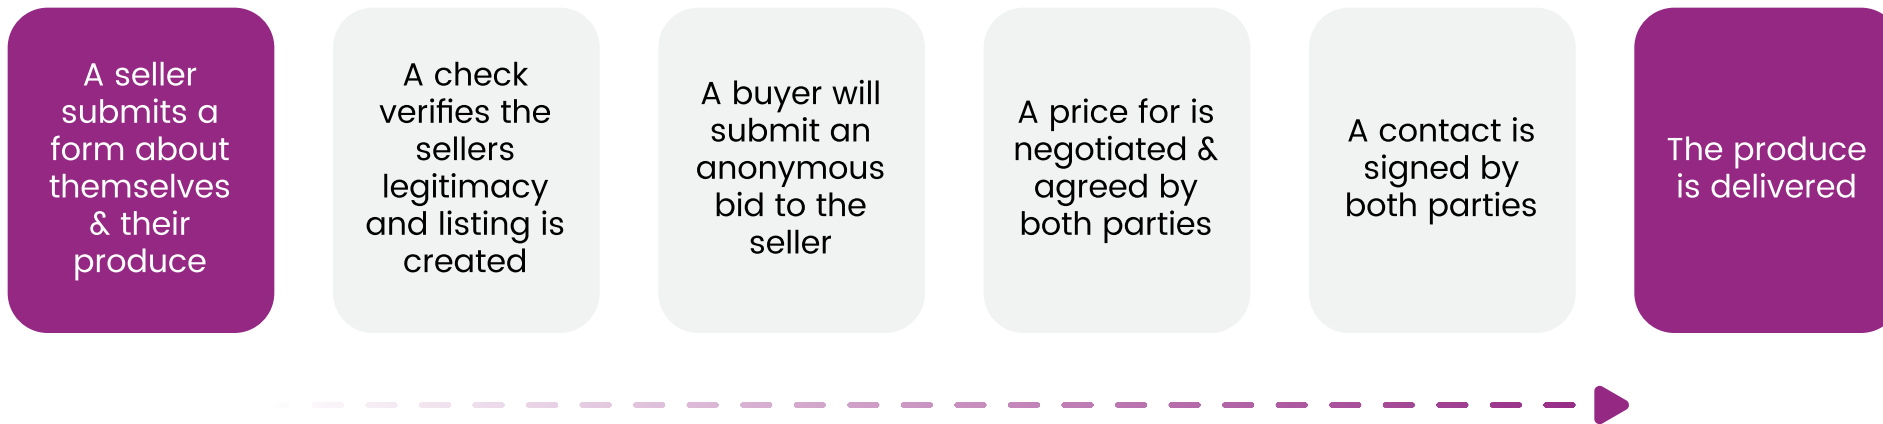 A seller
submits a
form about
themselves
& their
produce
A check
verifies the
sellers
legitimacy
and listing is
created
A buyer will
submit an
anonymous
bid to the
seller
A price for is
negotiated &
agreed by
both parties
A contact is
signed by
both parties
The produce
is delivered